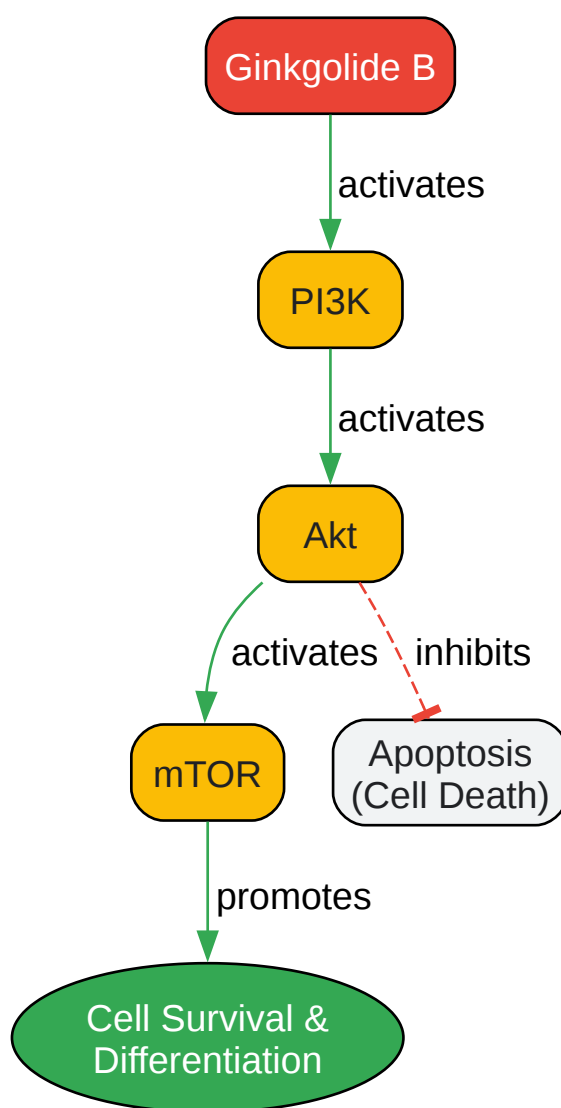 Ginkgolide B
activates
PI3K
activates
Akt
activates
inhibits
mTOR
Apoptosis
(Cell Death)
promotes
Cell Survival &
Differentiation